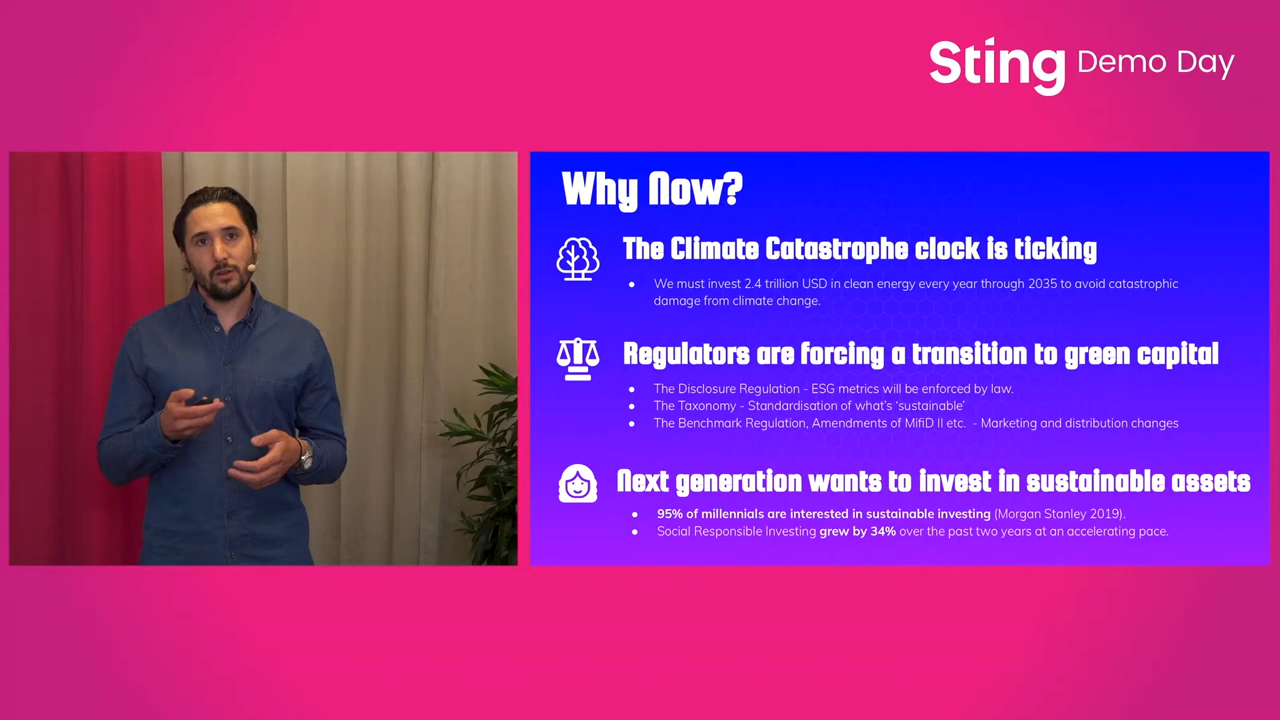 Sting Demo Day
Why Now?
The Climate Catastrophe clock is ticking
● We must invest 2.4 trillion USD in clean energy every year through 2035 to avoid catastrophic
damage from climate change.
Regulators are forcing a transition to green capital
● The Disclosure Regulation - ESG metrics will be enforced by law.
● The Taxonomy - Standardisation of what's 'sustainable'
● The Benchmark Regulation, Amendments of MifiD II etc. - Marketing and distribution changes
Next generation wants to invest in sustainable assets
● 95% of millennials are interested in sustainable investing (Morgan Stanley 2019).
● Social Responsible Investing grew by 34% over the past two years at an accelerating pace.